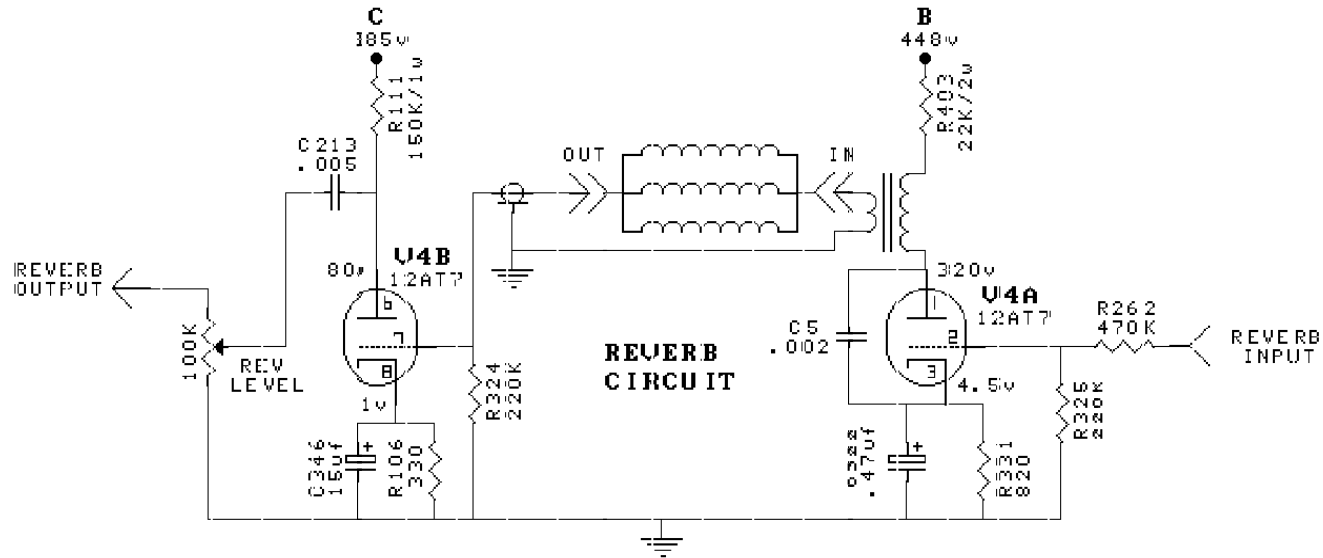 C
385v
R111
150K/1w
C213
.005
B
448v
R403
22K/2w
OUT
IN
V4B
12AT7
80v
6
7
8
1v
REVERB
OUTPUT
100K
REV
LEVEL
C346
15uf
+
R106
330
R324
220K
REVERB
CIRCUIT
320v
V4A
12AT7
1
2
3
C5
.002
4.5v
R262
470K
REVERB
INPUT
R325
220K
.47uf
+
R331
820